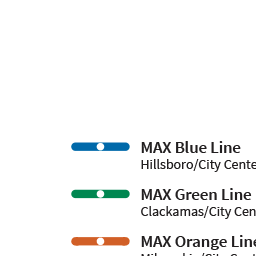 MAX Blue Line
Hillsboro/City Cente
MAX Green Line
Clackamas/City Cen
MAX Orange Line